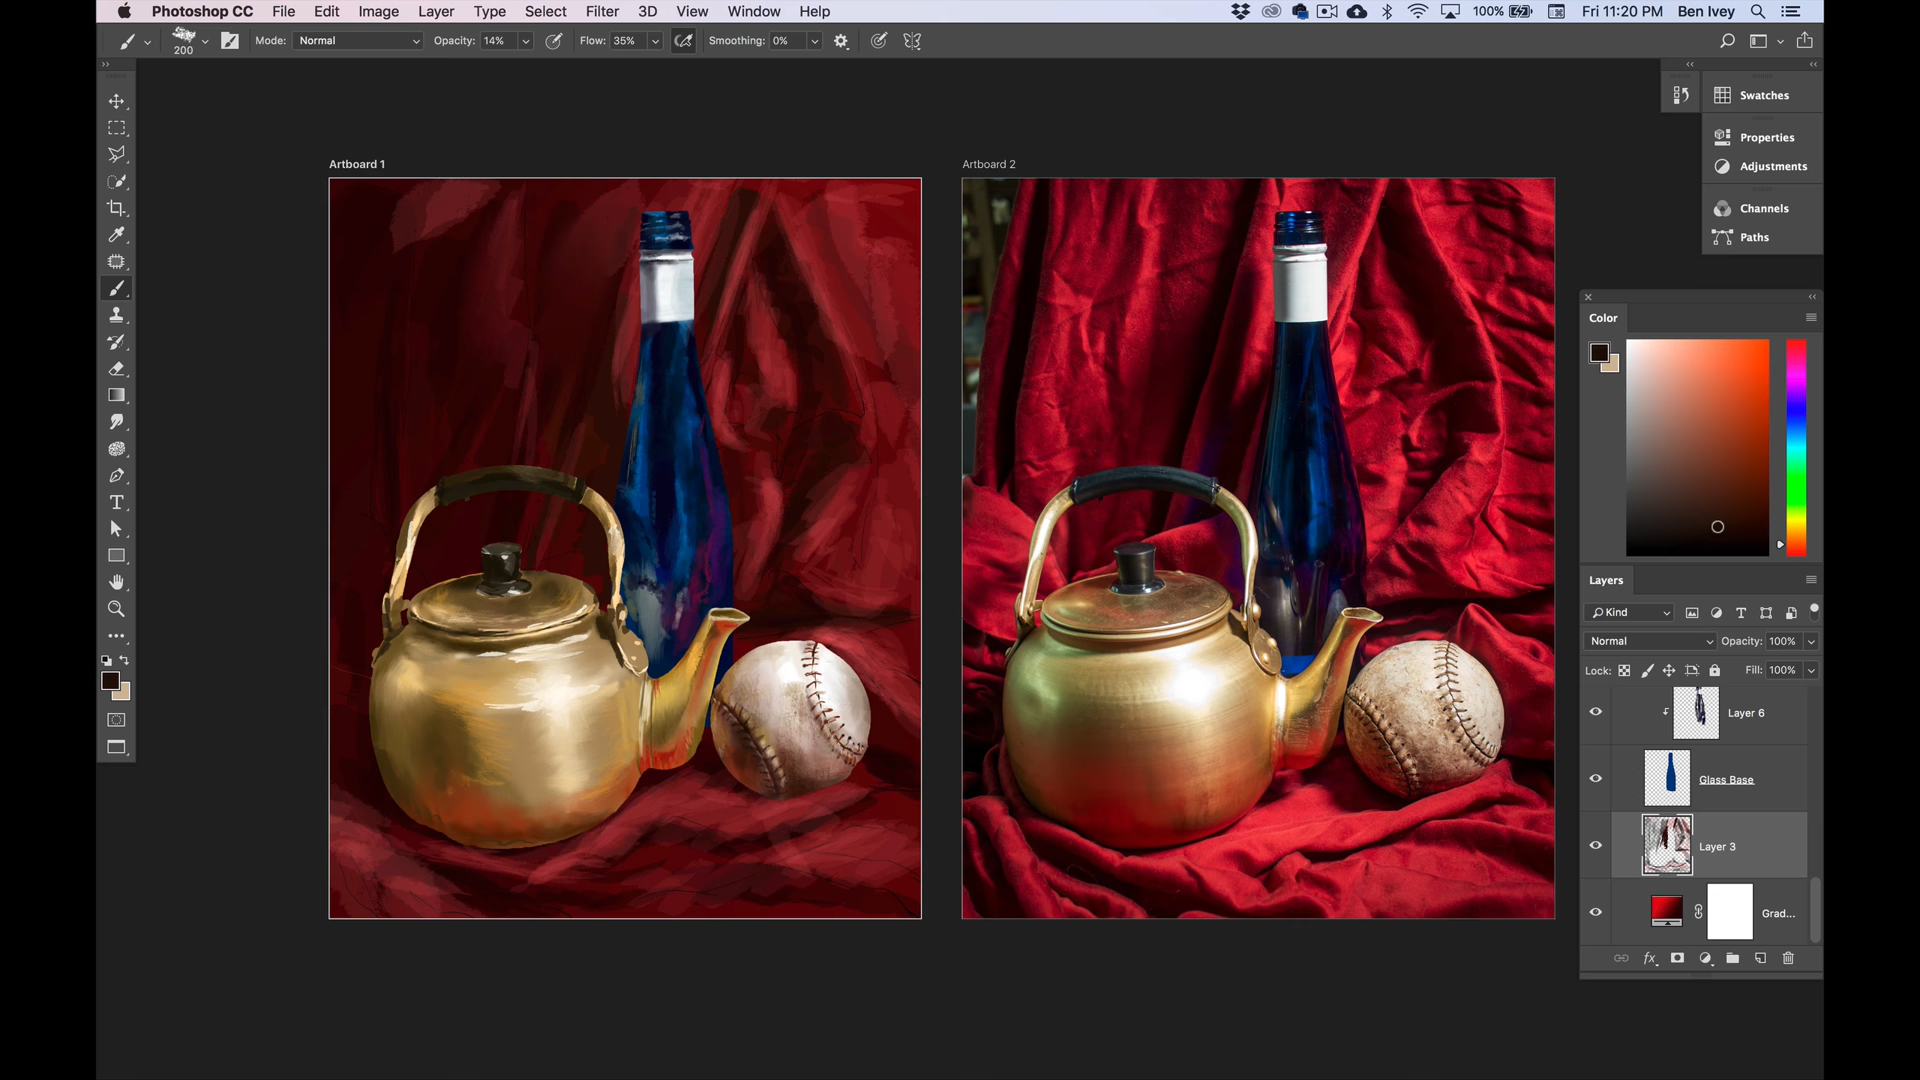 Photoshop CC File Edit Image Layer Type Select Filter 3D View Window Help 100% Fri 11:20 PM Ben Ivey
200 Mode: Normal Opacity: 14% Flow: 35% Smoothing: 0%
Swatches
Properties
Adjustments
Channels
Paths
Artboard 1 Artboard 2
Color
Layers
Kind
Normal Opacity: 100%
Lock: Fill: 100%
Layer 6
Glass Base
Layer 3
Grad...
fx